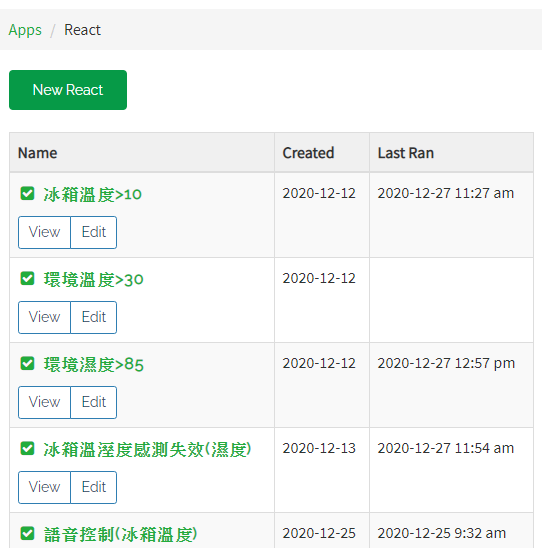 Apps / React
New React
Name Created Last Ran
冰箱溫度>10 2020-12-12 2020-12-27 11:27 am
View Edit
環境溫度>30 2020-12-12
View Edit
環境濕度>85 2020-12-12 2020-12-27 12:57 pm
View Edit
冰箱溫溼度感測失效(濕度) 2020-12-13 2020-12-27 11:54 am
View Edit
語音控制(冰箱溫度) 2020-12-25 2020-12-25 9:32 am